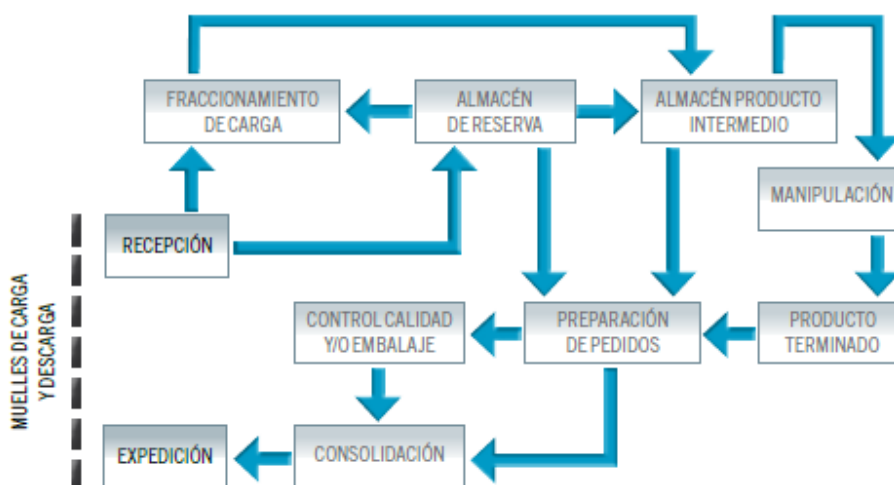 FRACCIONAMIENTO
DE CARGA
ALMACÉN
DE RESERVA
ALMACÉN PRODUCTO
INTERMEDIO
MANIPULACIÓN
RECEPCIÓN
MUELLES DE CARGA
Y DESCARGA
CONTROL CALIDAD
Y/O EMBALAJE
PREPARACIÓN
DE PEDIDOS
PRODUCTO
TERMINADO
EXPEDICIÓN
CONSOLIDACIÓN